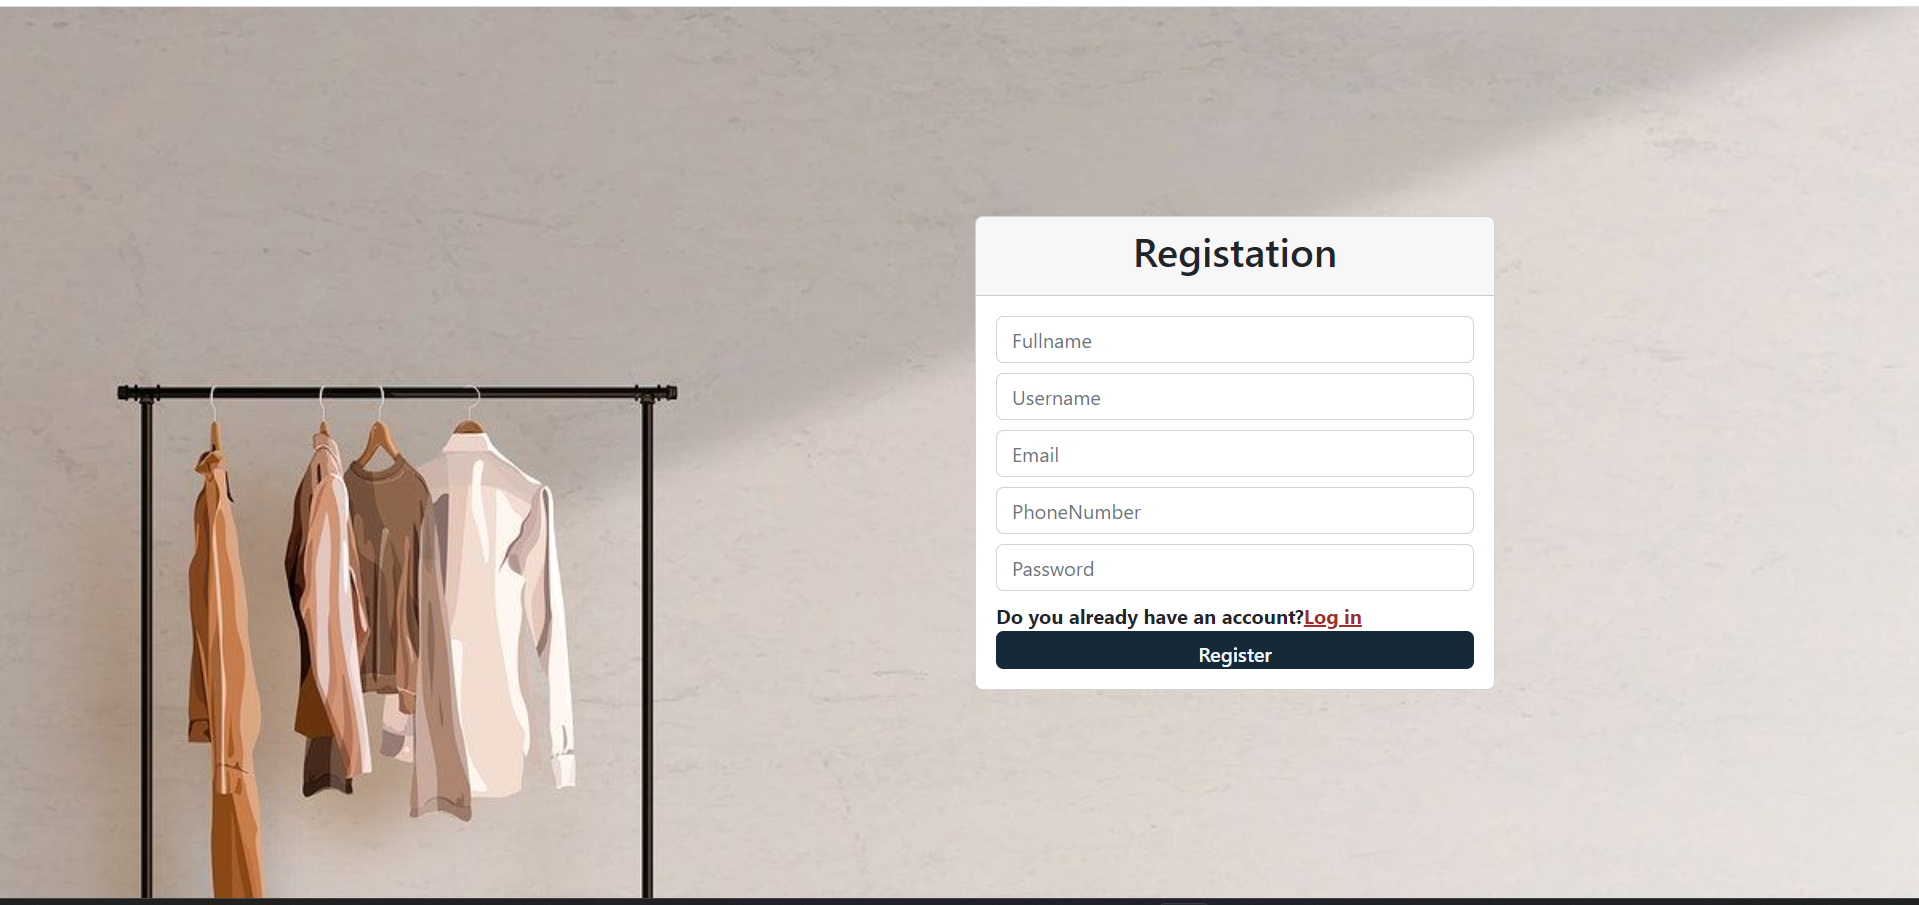 Registation
Fullname
Username
Email
PhoneNumber
Password
Do you already have an account?Log in
Register